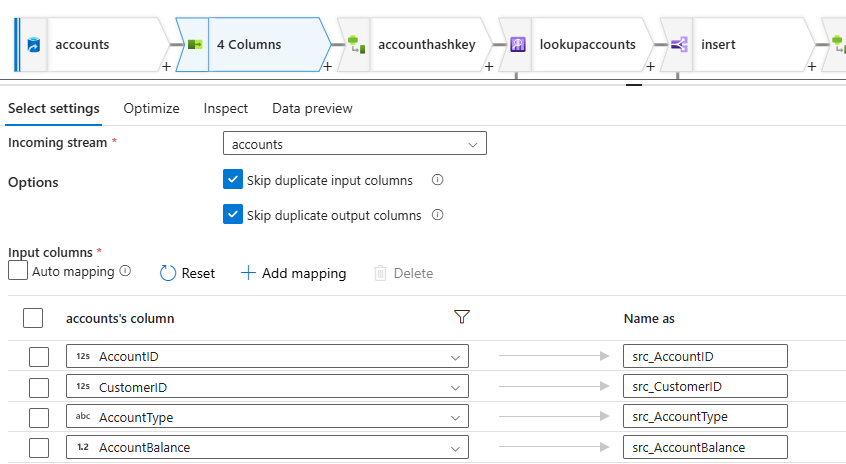 accounts
+
4 Columns
+
accounthashkey
+
lookupaccounts
+
insert
+
Select settings Optimize Inspect Data preview
Incoming stream * accounts
Options Skip duplicate input columns
Skip duplicate output columns
Input columns *
Auto mapping Reset + Add mapping Delete
accounts's column Name as
12s AccountID src_AccountID
12s CustomerID src_CustomerID
abc AccountType src_AccountType
1.2 AccountBalance src_AccountBalance